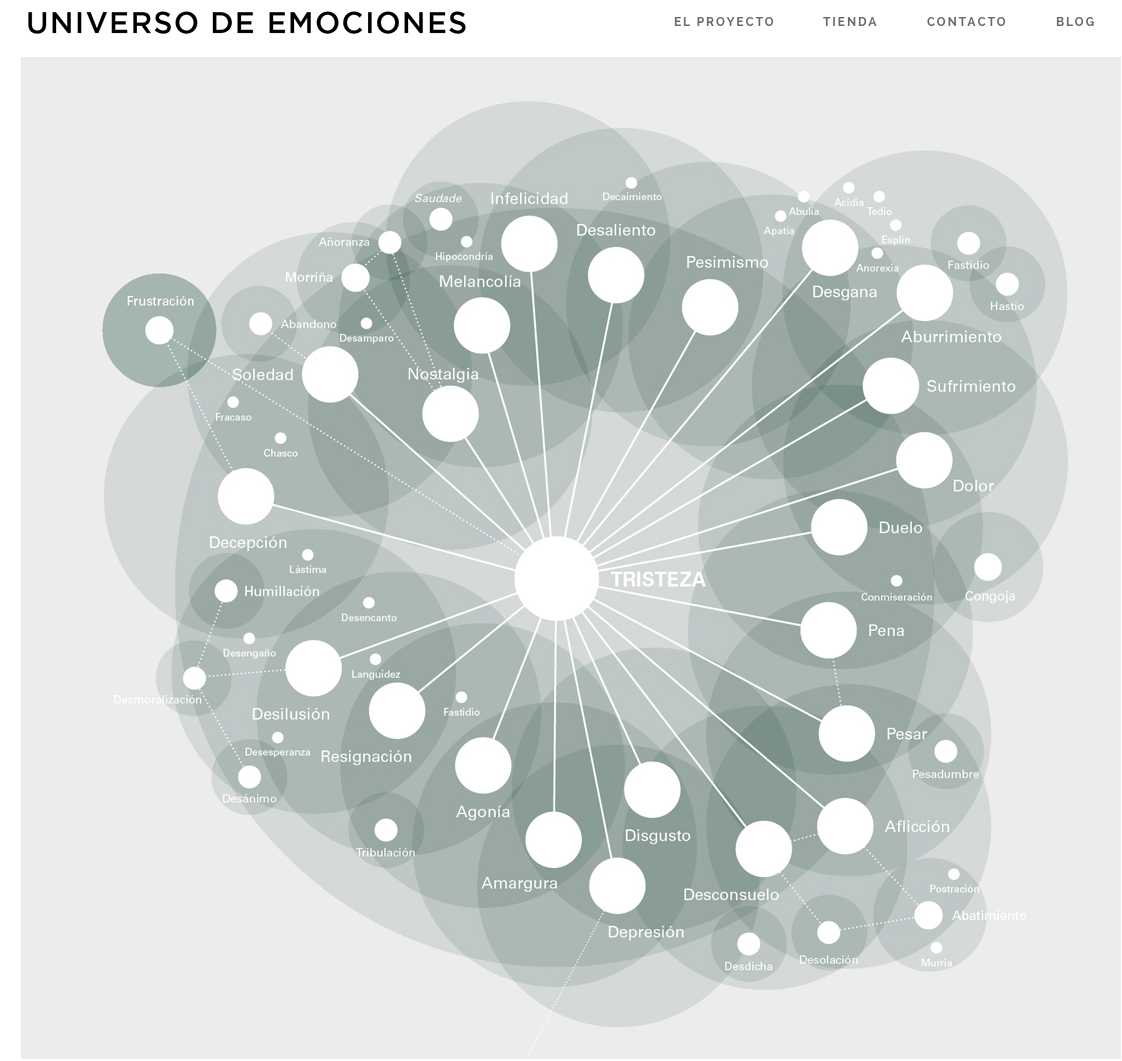 UNIVERSO DE EMOCIONES
EL PROYECTO
TIENDA
CONTACTO
BLOG
Saudade
Infelicidad
Decaimiento
Abulia
Acidia
Tedio
Apatía
Esplín
Añoranza
Hipocondría
Desaliento
Pesimismo
Anorexia
Fastidio
Morriña
Melancolía
Desgana
Hastío
Frustración
Abandono
Desamparo
Aburrimiento
Soledad
Nostalgia
Sufrimiento
Fracaso
Chasco
Dolor
Decepción
Duelo
Lástima
TRISTEZA
Humillación
Conmiseración
Congoja
Desencanto
Pena
Desengaño
Languidez
Desmoralización
Fastidio
Desilusión
Pesar
Desesperanza
Resignación
Pesadumbre
Desánimo
Agonía
Disgusto
Aflicción
Tribulación
Amargura
Desconsuelo
Postración
Abatimiento
Depresión
Desdicha
Desolación
Murria